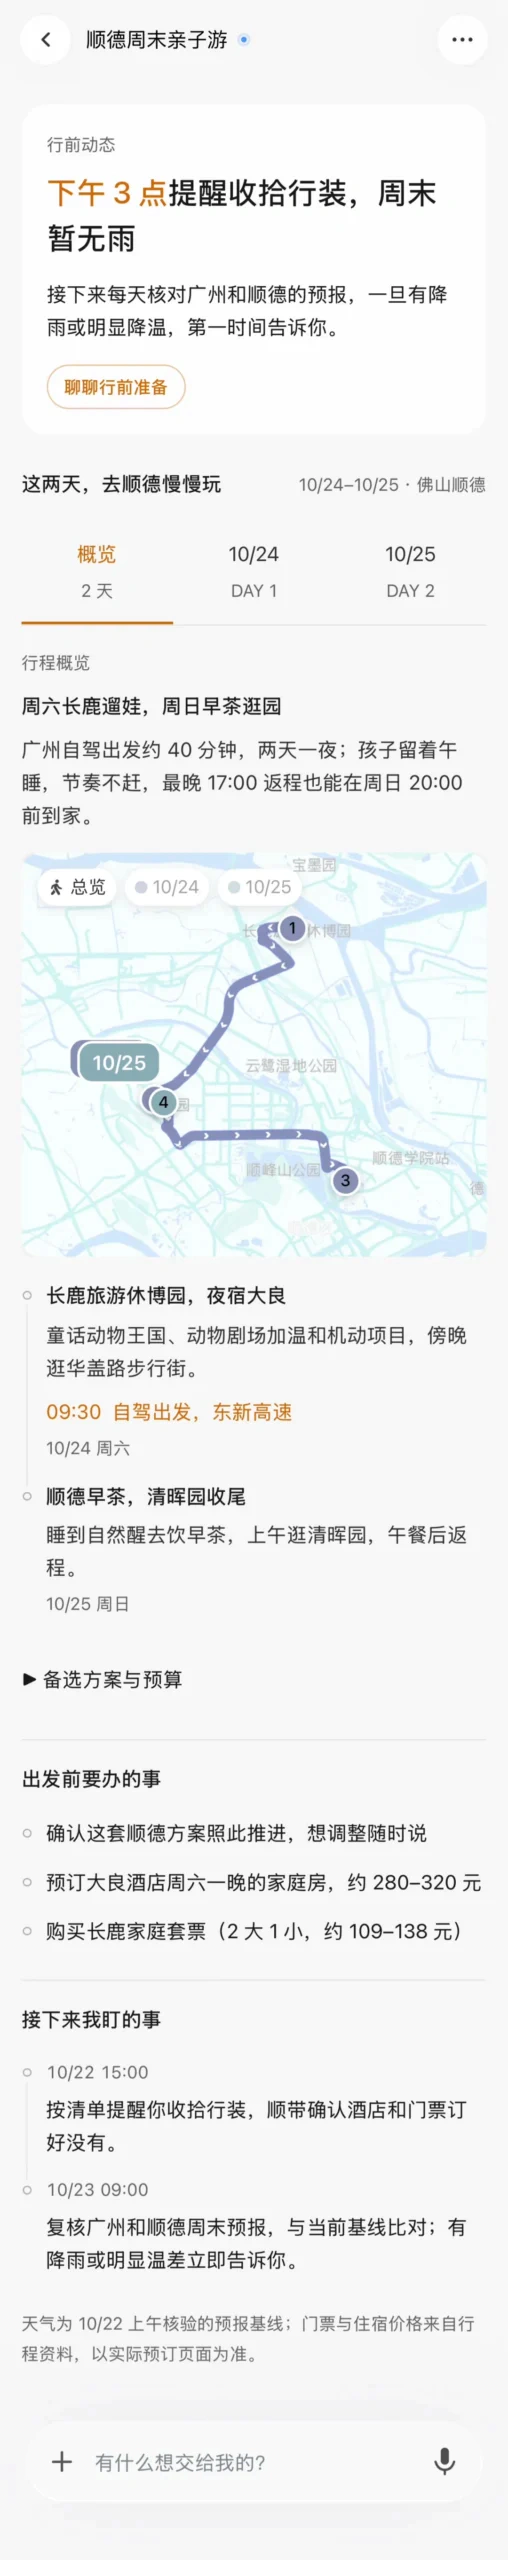 顺德周末亲子游
行前动态
下午 3 点提醒收拾行装，周末
暂无雨
接下来每天核对广州和顺德的预报，一旦有降
雨或明显降温，第一时间告诉你。
聊聊行前准备
这两天，去顺德慢慢玩 10/24–10/25 · 佛山顺德
概览 10/24 10/25
2 天 DAY 1 DAY 2
行程概览
周六长鹿遛娃，周日早茶逛园
广州自驾出发约 40 分钟，两天一夜；孩子留着午
睡，节奏不赶，最晚 17:00 返程也能在周日 20:00
前到家。
宝墨园
总览 10/24 10/25
长 1 休博园
云鹭湿地公园
10/25
4 园
顺峰山公园 顺德学院站
3
德
长鹿旅游休博园，夜宿大良
童话动物王国、动物剧场加温和机动项目，傍晚
逛华盖路步行街。
09:30 自驾出发，东新高速
10/24 周六
顺德早茶，清晖园收尾
睡到自然醒去饮早茶，上午逛清晖园，午餐后返
程。
10/25 周日
备选方案与预算
出发前要办的事
确认这套顺德方案照此推进，想调整随时说
预订大良酒店周六一晚的家庭房，约 280–320 元
购买长鹿家庭套票（2 大 1 小，约 109–138 元）
接下来我盯的事
10/22 15:00
按清单提醒你收拾行装，顺带确认酒店和门票订
好没有。
10/23 09:00
复核广州和顺德周末预报，与当前基线比对；有
降雨或明显温差立即告诉你。
天气为 10/22 上午核验的预报基线；门票与住宿价格来自行
程资料，以实际预订页面为准。
有什么想交给我的?